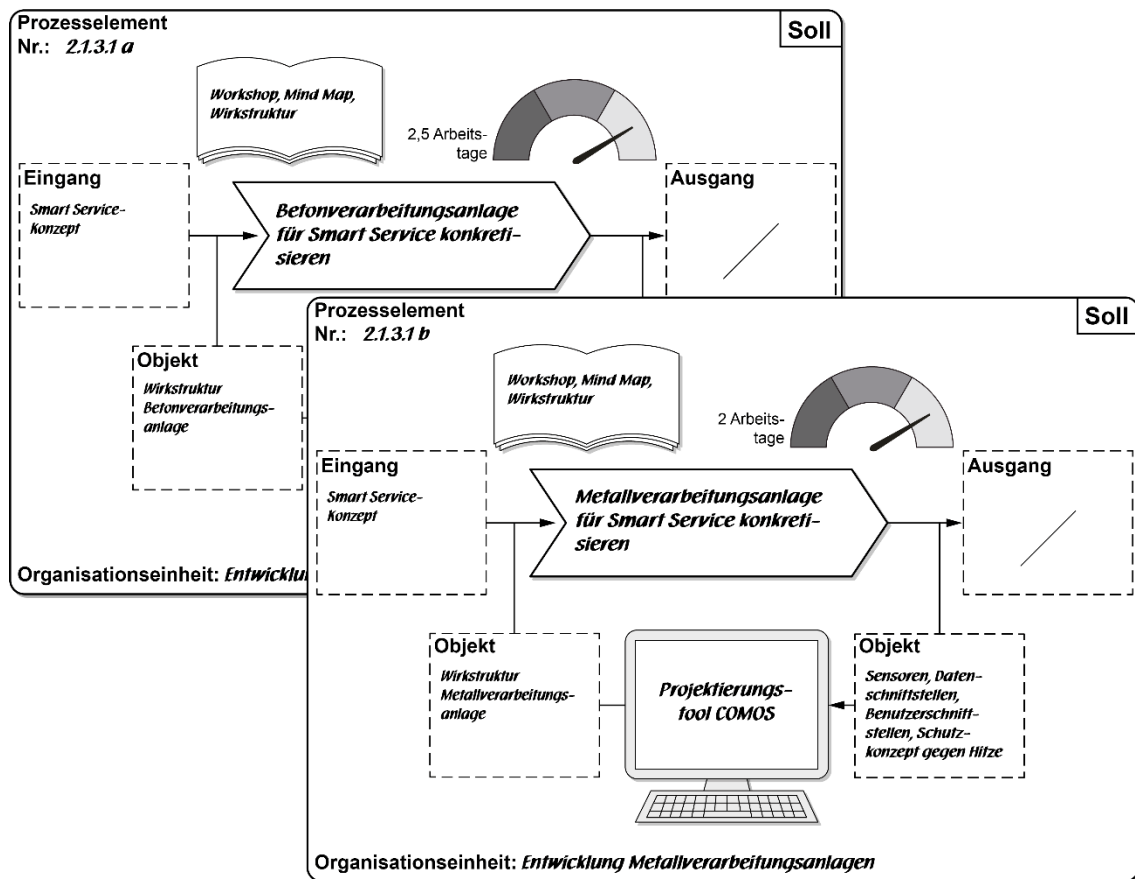 Prozesselement
Nr.: 2.1.3.1 a
Soll
Workshop, Mind Map,
Wirkstruktur
2,5 Arbeits-
tage
Eingang
Smart Service-
Konzept
Betonverarbeitungsanlage
für Smart Service konkreti-
sieren
Ausgang
Objekt
Wirkstruktur
Betonverarbeitungs-
anlage
Organisationseinheit:
Prozesselement
Nr.: 2.1.3.1 b
Soll
Workshop, Mind Map,
Wirkstruktur
2 Arbeits-
tage
Eingang
Smart Service-
Konzept
Metallverarbeitungsanlage
für Smart Service konkreti-
sieren
Ausgang
Objekt
Wirkstruktur
Metallverarbeitungs-
anlage
Projektierungs-
tool COMOS
Objekt
Sensoren, Daten-
schnittstellen,
Benutzerschnitt-
stellen, Schutz-
konzept gegen Hitze
Organisationseinheit: Entwicklung Metallverarbeitungsanlagen